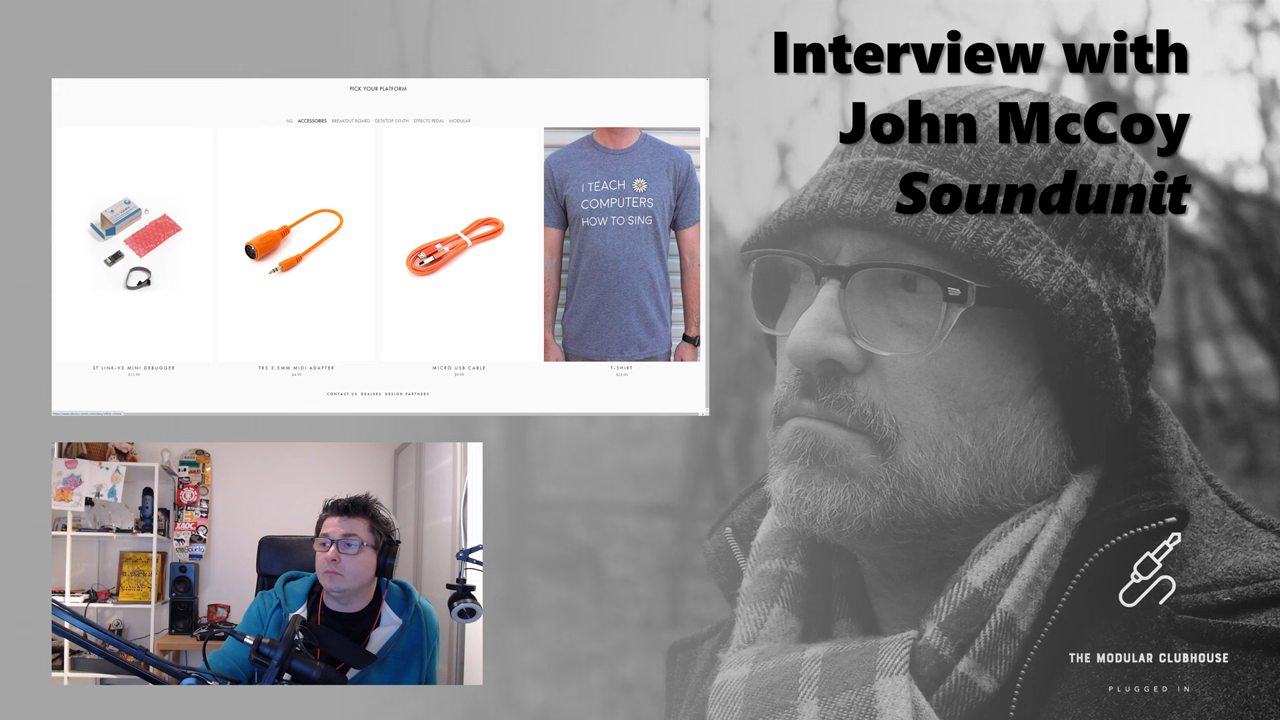 Interview with
John McCoy
Soundunit
PICK YOUR PLATFORM
ALL ACCESSORIES BREAKOUT BOARD DESKTOP SYNTH EFFECTS PEDAL MODULAR
I TEACH
COMPUTERS
HOW TO SING
ST LINK-V3 MINI DEBUGGER
TRS 3.5MM MIDI ADAPTER
MICRO USB CABLE
T-SHIRT
CONTACT US DEALERS DESIGN PARTNERS
XAOC
THE MODULAR CLUBHOUSE
PLUGGED IN